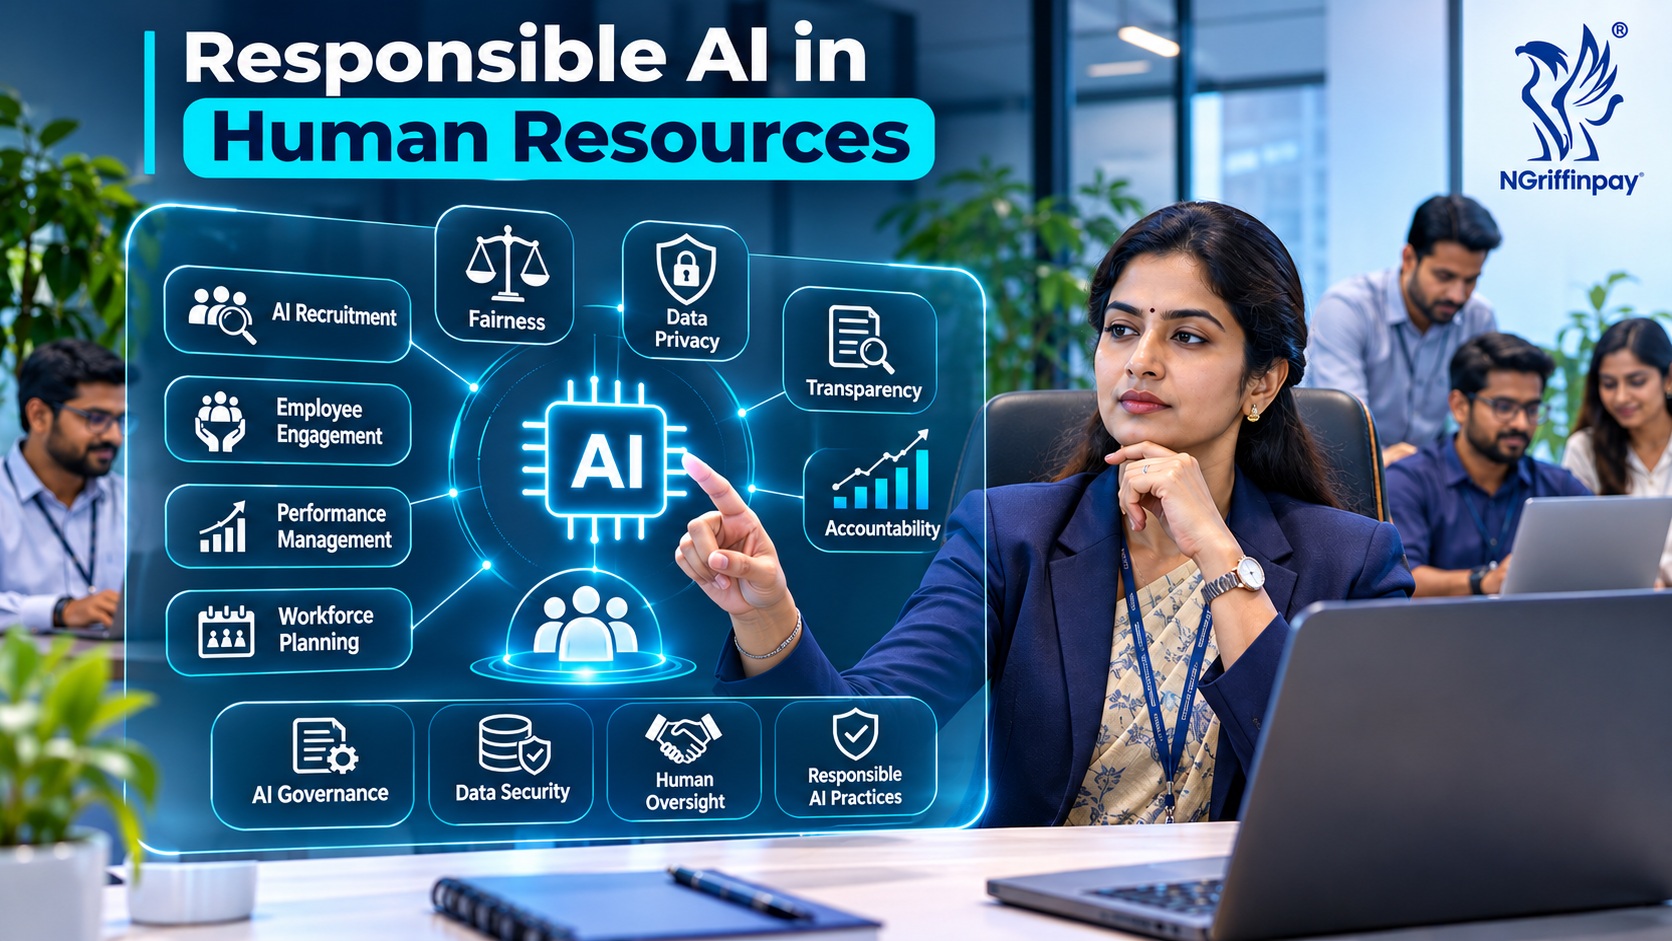 Responsible AI in
Human Resources
®
NGriffinpay®
AI Recruitment
Employee
Engagement
Performance
Management
Workforce
Planning
Fairness
Data
Privacy
Transparency
Accountability
AI
AI Governance
Data Security
Human
Oversight
Responsible
AI Practices